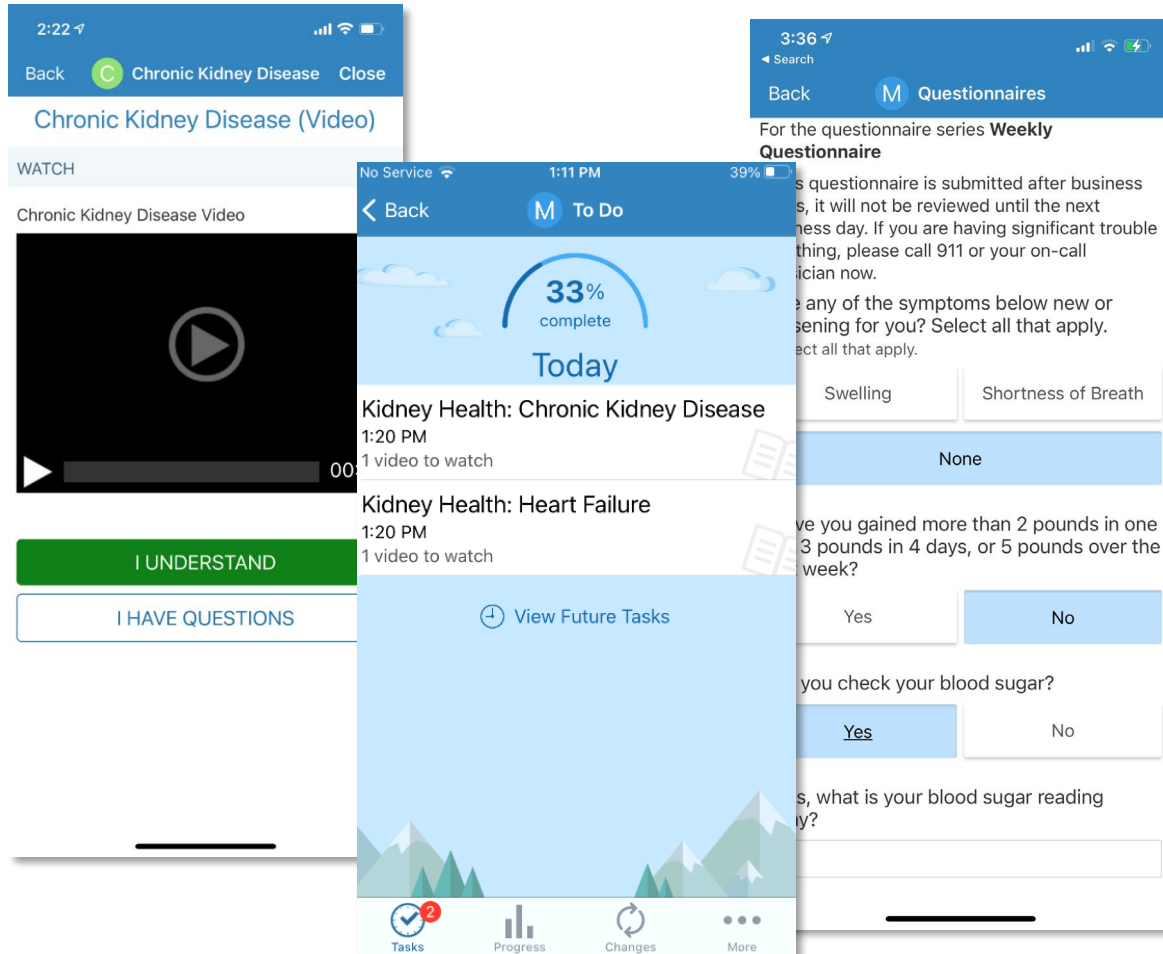 2:22
Back C Chronic Kidney Disease Close
Chronic Kidney Disease (Video)
WATCH
Chronic Kidney Disease Video
I UNDERSTAND
I HAVE QUESTIONS
No Service 1:11 PM 39%
Back M To Do
33%
complete
Today
Kidney Health: Chronic Kidney Disease
1:20 PM
1 video to watch
Kidney Health: Heart Failure
1:20 PM
1 video to watch
View Future Tasks
2
Tasks Progress Changes More
3:36
Search
Back M Questionnaires
For the questionnaire series Weekly
Questionnaire
questionnaire is submitted after business
it will not be reviewed until the next
day. If you are having significant trouble
please call 911 or your on-call
now.
any of the symptoms below new or
for you? Select all that apply.
all that apply.
Swelling Shortness of Breath
None
you gained more than 2 pounds in one
3 pounds in 4 days, or 5 pounds over the
week?
Yes No
you check your blood sugar?
Yes No
what is your blood sugar reading